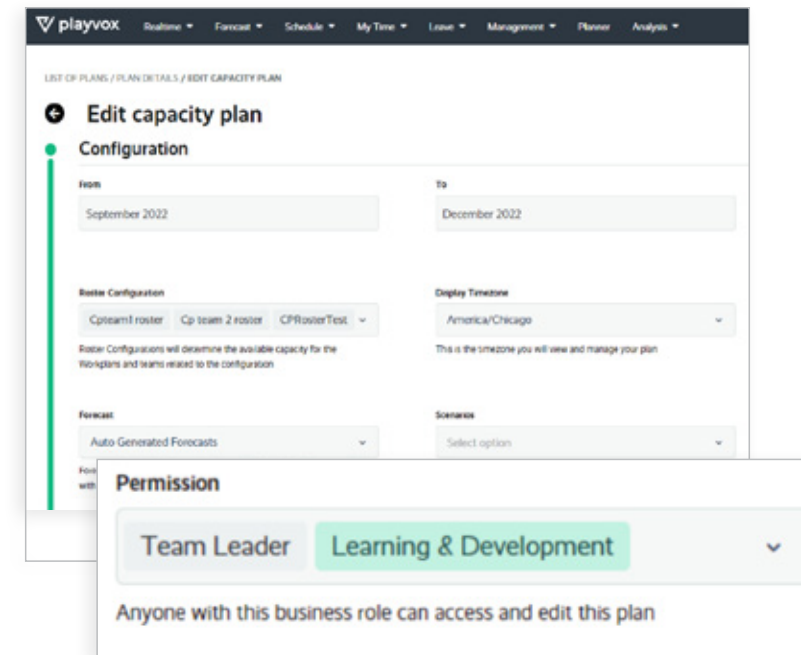 playvox Realtime Forecast Schedule My Time Leave Management Planner Analysis
LIST OF PLANS / PLAN DETAILS / EDIT CAPACITY PLAN
Edit capacity plan
Configuration
From To
September 2022 December 2022
Roster Configuration Display Timezone
Cpteam1 roster Cp team 2 roster CPRosterTest America/Chicago
Roster Configurations will determine the available capacity for the This is the timezone you will view and manage your plan
Workplans and teams related to the configuration
Forecast Scenarios
Auto Generated Forecasts Select option
Permission
Team Leader Learning & Development
Anyone with this business role can access and edit this plan